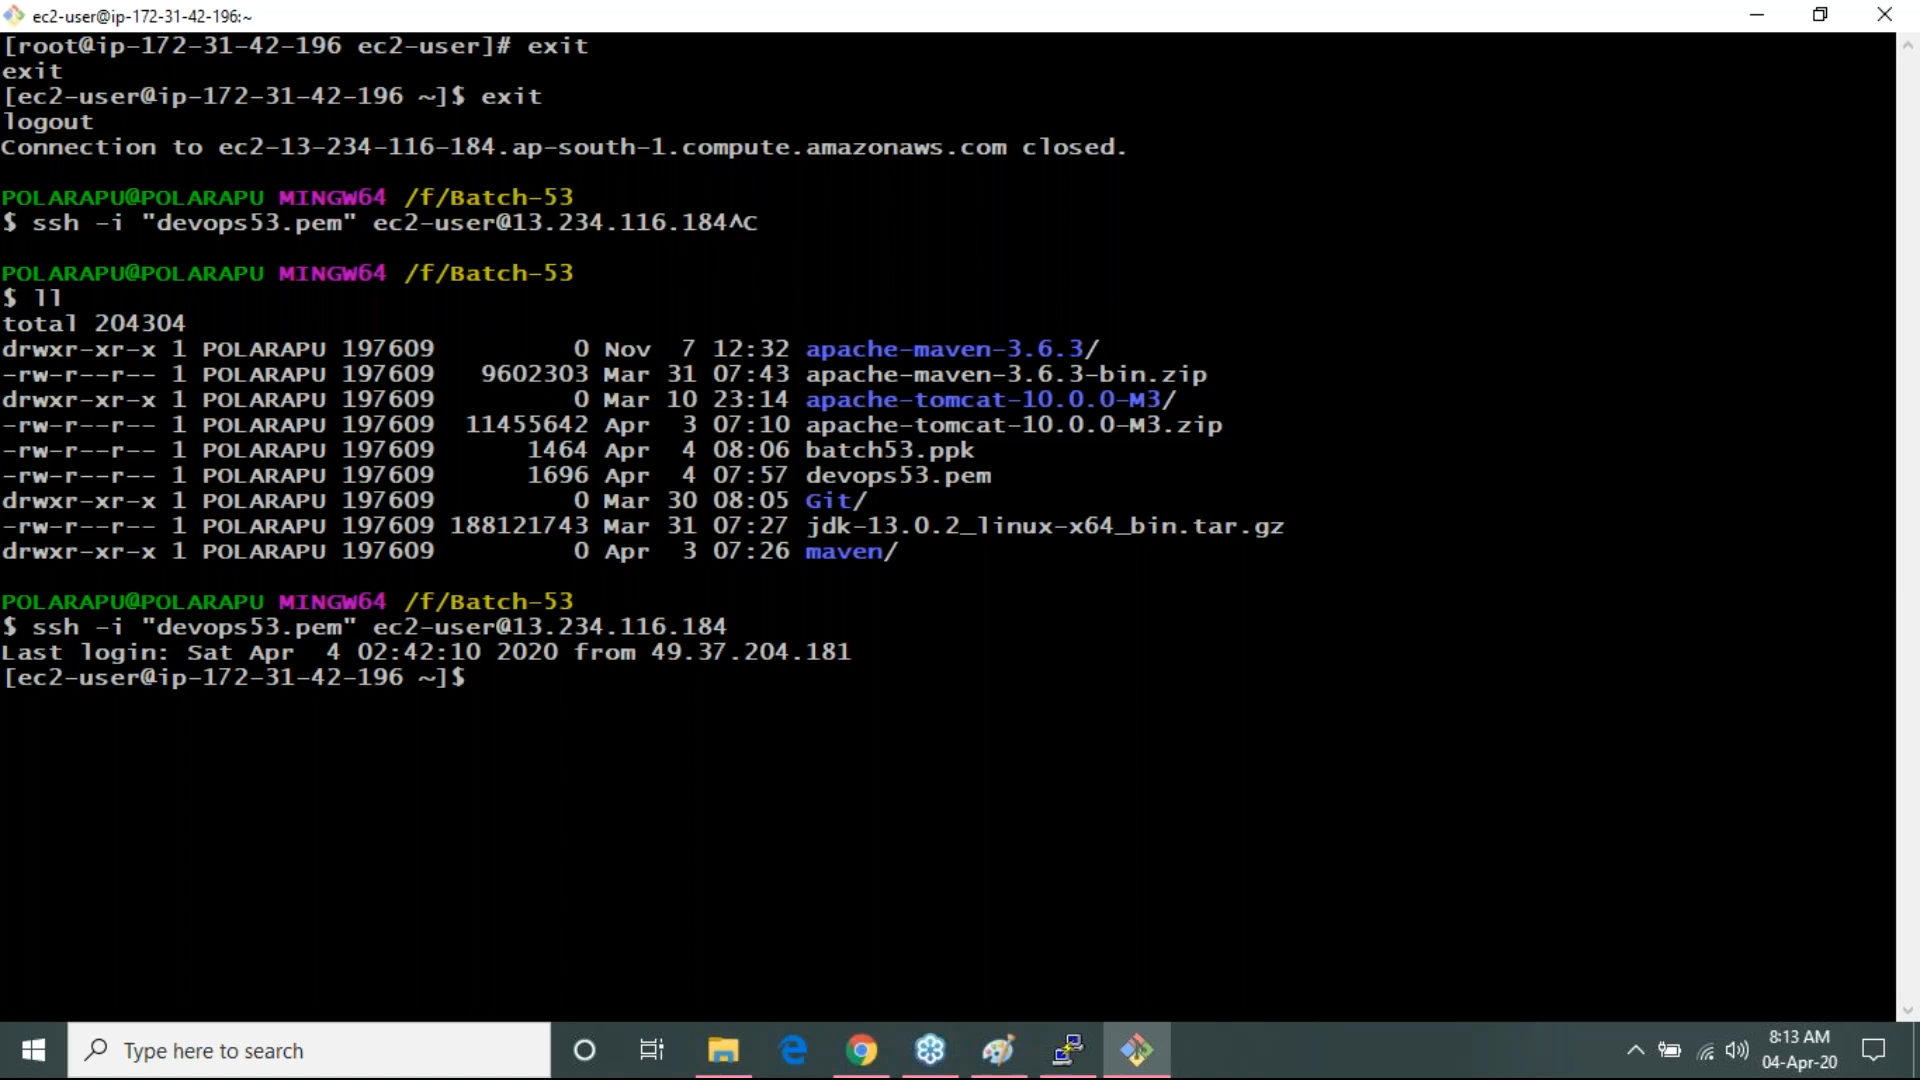 ec2-user@ip-172-31-42-196:~
[root@ip-172-31-42-196 ec2-user]# exit
exit
[ec2-user@ip-172-31-42-196 ~]$ exit
logout
Connection to ec2-13-234-116-184.ap-south-1.compute.amazonaws.com closed.
POLARAPU@POLARAPU MINGW64 /f/Batch-53
$ ssh -i "devops53.pem" ec2-user@13.234.116.184^C
POLARAPU@POLARAPU MINGW64 /f/Batch-53
$ ll
total 204304
drwxr-xr-x 1 POLARAPU 197609         0 Nov  7 12:32 apache-maven-3.6.3/
-rw-r--r-- 1 POLARAPU 197609   9602303 Mar 31 07:43 apache-maven-3.6.3-bin.zip
drwxr-xr-x 1 POLARAPU 197609         0 Mar 10 23:14 apache-tomcat-10.0.0-M3/
-rw-r--r-- 1 POLARAPU 197609  11455642 Apr  3 07:10 apache-tomcat-10.0.0-M3.zip
-rw-r--r-- 1 POLARAPU 197609      1464 Apr  4 08:06 batch53.ppk
-rw-r--r-- 1 POLARAPU 197609      1696 Apr  4 07:57 devops53.pem
drwxr-xr-x 1 POLARAPU 197609         0 Mar 30 08:05 Git/
-rw-r--r-- 1 POLARAPU 197609 188121743 Mar 31 07:27 jdk-13.0.2_linux-x64_bin.tar.gz
drwxr-xr-x 1 POLARAPU 197609         0 Apr  3 07:26 maven/
POLARAPU@POLARAPU MINGW64 /f/Batch-53
$ ssh -i "devops53.pem" ec2-user@13.234.116.184
Last login: Sat Apr  4 02:42:10 2020 from 49.37.204.181
[ec2-user@ip-172-31-42-196 ~]$
Type here to search
8:13 AM
04-Apr-20